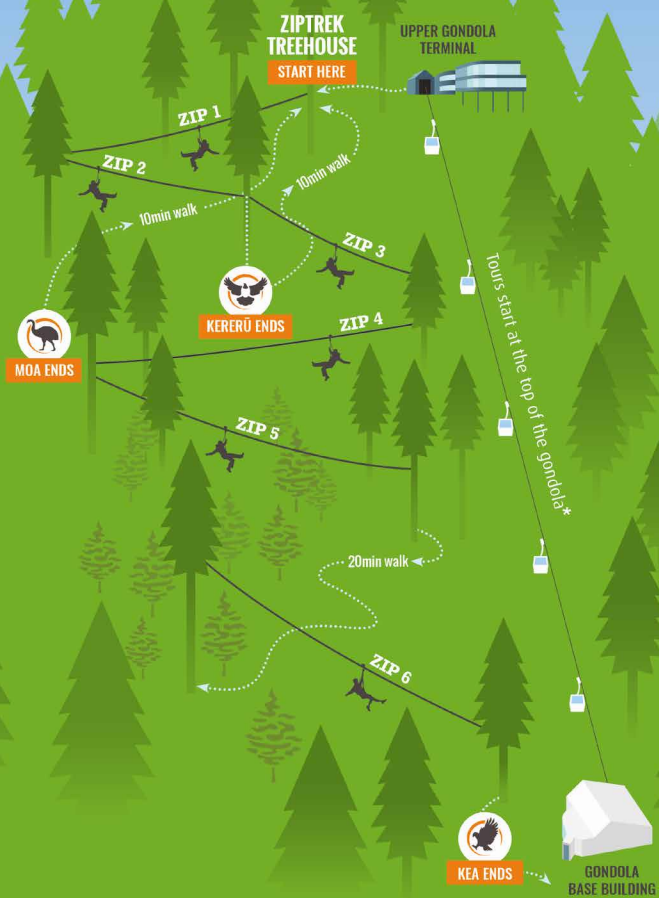 ZIPTREK
TREEHOUSE
START HERE
UPPER GONDOLA
TERMINAL
ZIP 1
ZIP 2
10min walk
10min walk
ZIP 3
KERERŪ ENDS
ZIP 4
MOA ENDS
Tours start at the top of the gondola*
ZIP 5
20min walk
ZIP 6
KEA ENDS
GONDOLA
BASE BUILDING